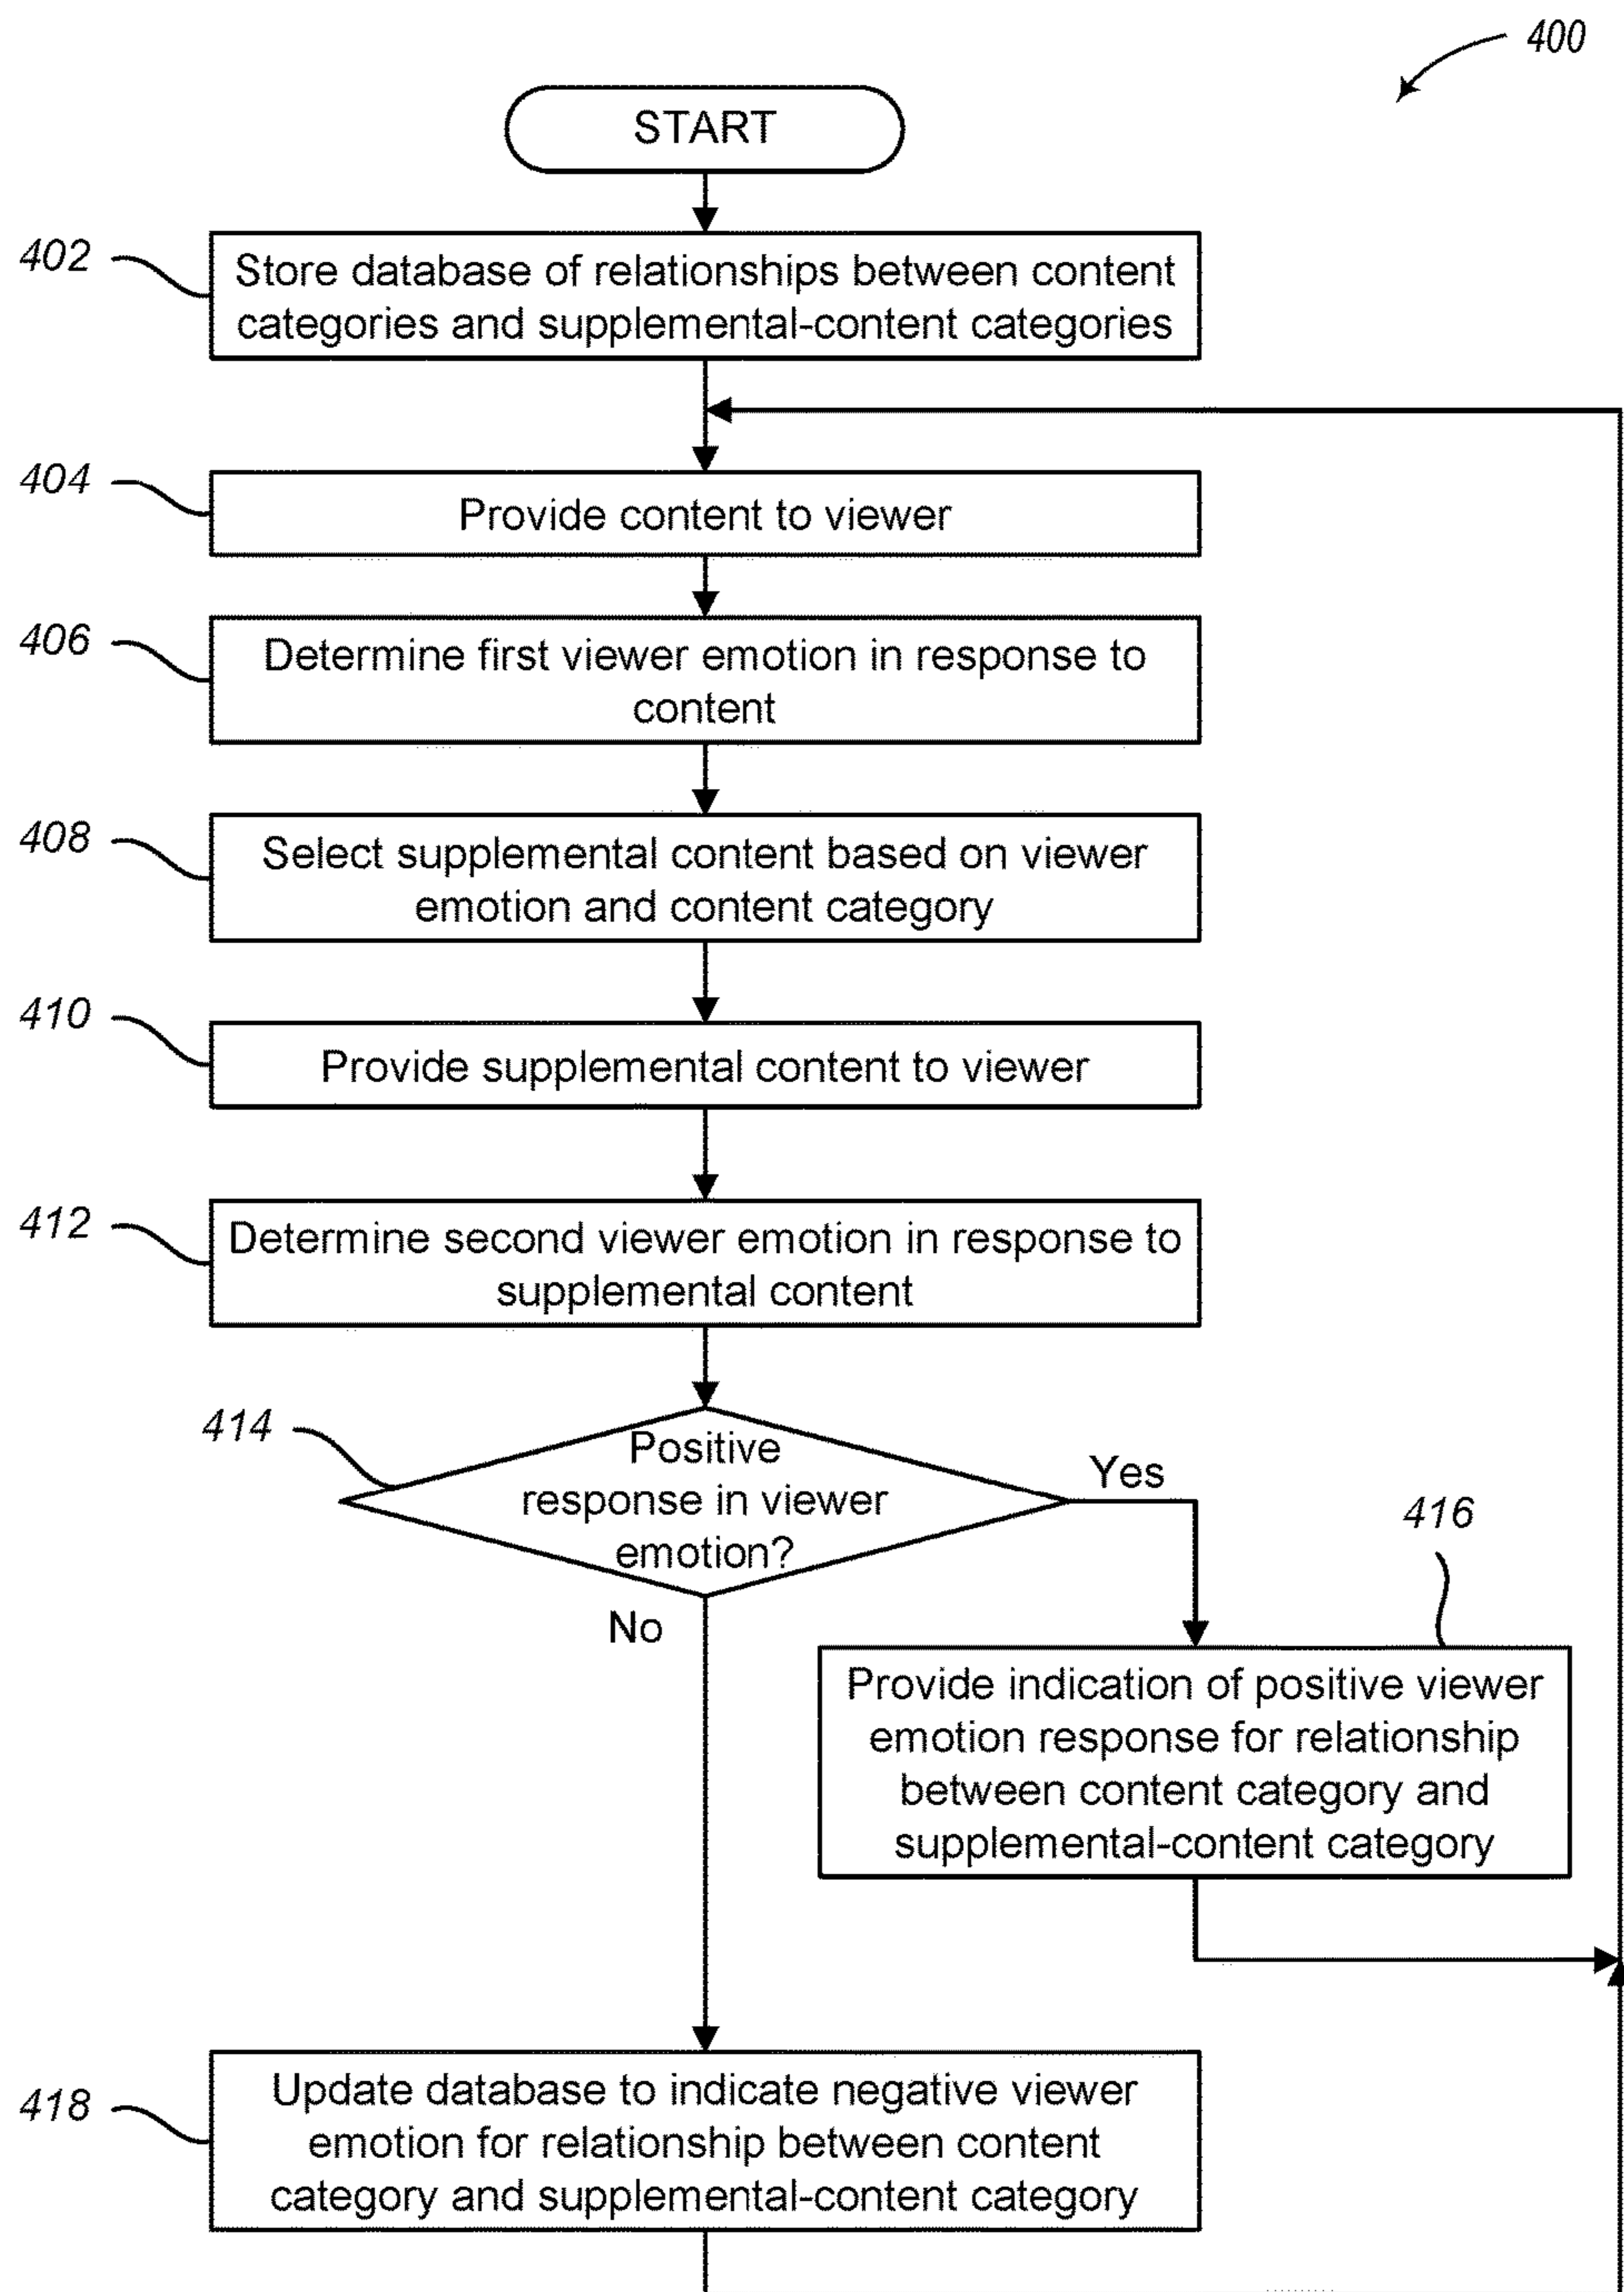 400
START
402
Store database of relationships between content
categories and supplemental-content categories
404
Provide content to viewer
406
Determine first viewer emotion in response to
content
408
Select supplemental content based on viewer
emotion and content category
410
Provide supplemental content to viewer
412
Determine second viewer emotion in response to
supplemental content
414
Positive
response in viewer
emotion?
Yes
No
416
Provide indication of positive viewer
emotion response for relationship
between content category and
supplemental-content category
418
Update database to indicate negative viewer
emotion for relationship between content
category and supplemental-content category